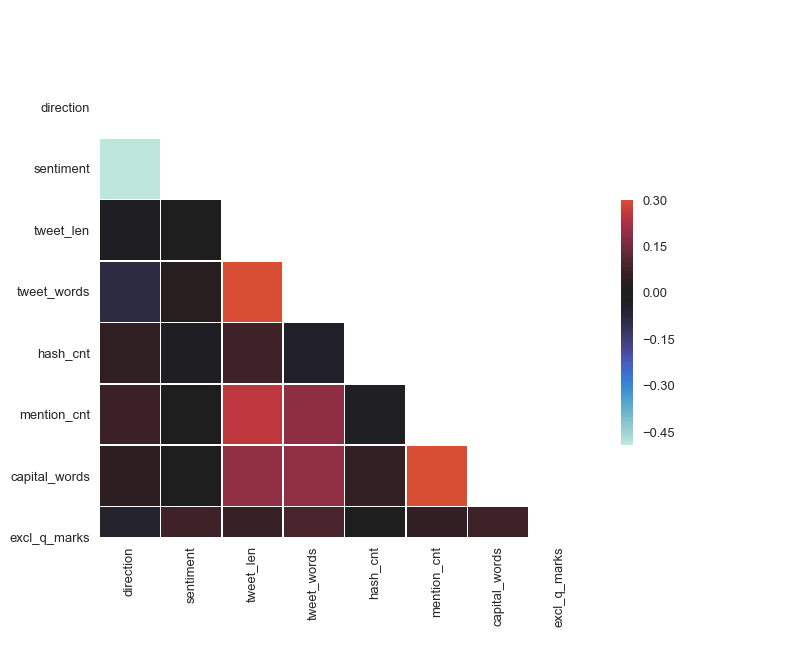 direction
sentiment
tweet_len
tweet_words
hash_cnt
mention_cnt
capital_words
excl_q_marks
direction
sentiment
tweet_len
tweet_words
hash_cnt
mention_cnt
capital_words
excl_q_marks
0.30
0.15
0.00
−0.15
−0.30
−0.45